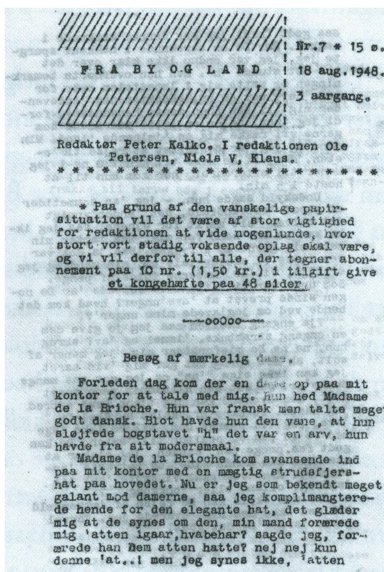 FRA BY OG LAND
Nr.7 * 15 ø.
18 aug.1948.
3 aargang.
Redaktør Peter Kalko. I redaktionen Ole
Petersen, Niels V, Klaus.
* * * * * * * * * * * * * * * * * * * * * * *
* Paa grund af den vanskelige papir-
situation vil det være af stor vigtighed
for redaktionen at vide nogenlunde, hvor
stort vort stadig voksende oplag skal være,
og vi vil derfor til alle, der tegner abon-
nement paa 10 nr. (1,50 kr.) i tilgift give
et kongehæfte paa 48 sider.
---ooOoo---
Besøg af mærkelig dame.
Forleden dag kom der en dame op paa mit
kontor for at tale med mig. Hun hed Madame
de la Brioche. Hun var fransk men talte meget
godt dansk. Blot havde hun den vane, at hun
sløjfede bogstavet "h" det var en arv, hun
havde fra sit modersmaal.
Madame de la Brioche kom svansende ind
paa mit kontor med en mægtig strudsfjers-
hat paa hovedet. Nu er jeg som bekendt meget
galant mod damerne, saa jeg komplimangtere-
de hende for den elegante hat, det glæder
mig at de synes om den, min mand forærede
mig 'atten igaar,hvabehar? sagde jeg, for-
ærede han Dem atten hatte? nej nej kun
denne 'at..! men jeg synes ikke, 'atten